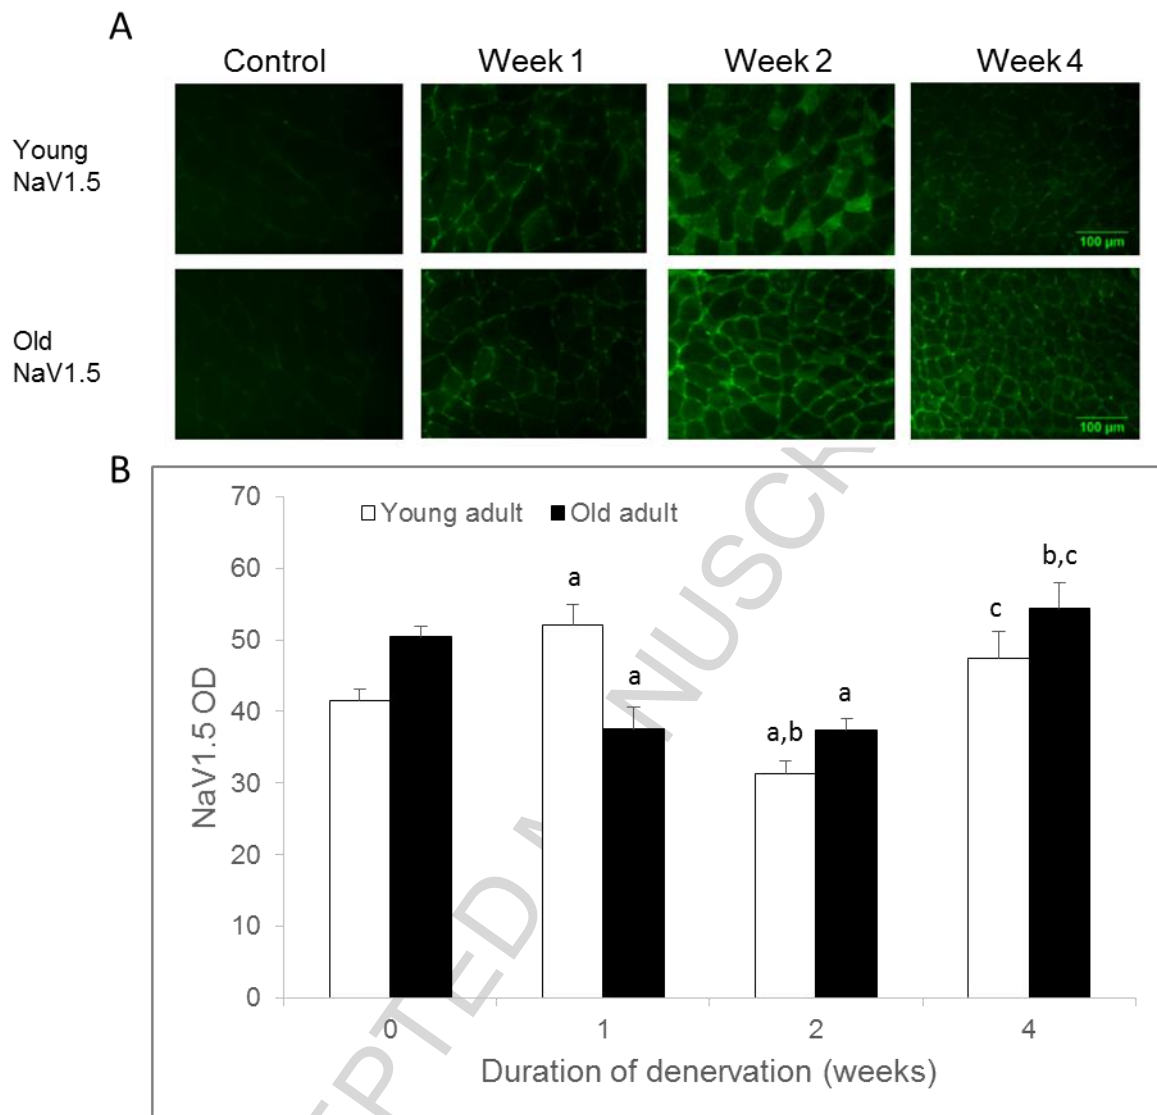 A
Control Week 1 Week 2 Week 4
Young
NaV1.5
100 µm
Old
NaV1.5
100 µm
B
70
60
50
40
30
20
10
0
NaV1.5 OD
Young adult Old adult
a
a
a,b
a
c
b,c
0 1 2 4
Duration of denervation (weeks)
EPTED
NUSCR